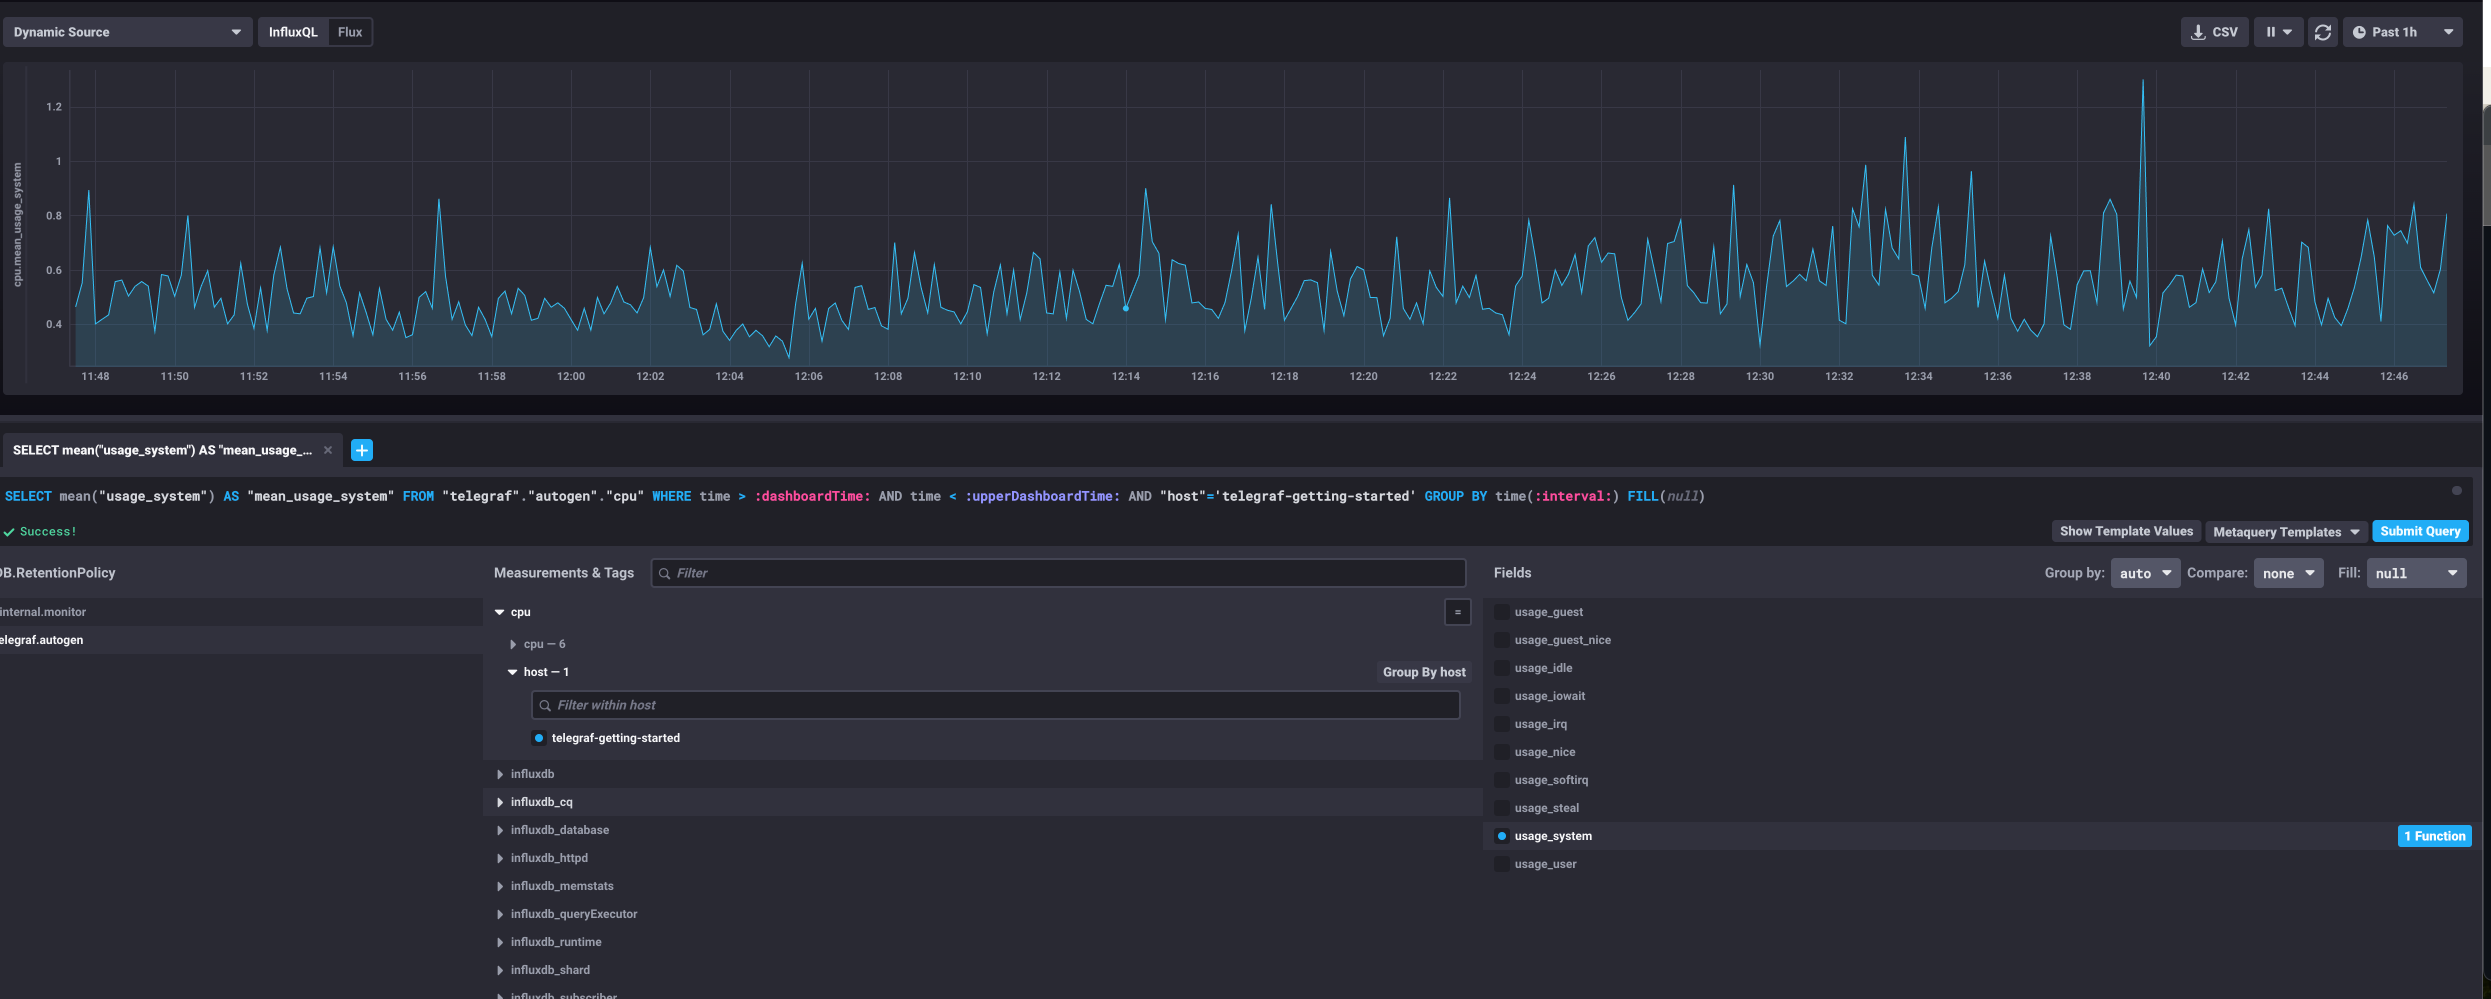 Dynamic Source InfluxQL Flux CSV Past 1h
1.2
1
0.8
0.6
0.4
cpu.mean_usage_system
11:48 11:50 11:52 11:54 11:56 11:58 12:00 12:02 12:04 12:06 12:08 12:10 12:12 12:14 12:16 12:18 12:20 12:22 12:24 12:26 12:28 12:30 12:32 12:34 12:36 12:38 12:40 12:42 12:44 12:46
SELECT mean("usage_system") AS "mean_usage_...
SELECT mean("usage_system") AS "mean_usage_system" FROM "telegraf"."autogen"."cpu" WHERE time > :dashboardTime: AND time < :upperDashboardTime: AND "host"='telegraf-getting-started' GROUP BY time(:interval:) FILL(null)
Success!
Show Template Values Metaquery Templates Submit Query
DB.RetentionPolicy
internal.monitor
elegraf.autogen
Measurements & Tags Filter
cpu =
cpu — 6
host — 1 Group By host
Filter within host
telegraf-getting-started
influxdb
influxdb_cq
influxdb_database
influxdb_httpd
influxdb_memstats
influxdb_queryExecutor
influxdb_runtime
influxdb_shard
influxdb_subscriber
Fields Group by: auto Compare: none Fill: null
usage_guest
usage_guest_nice
usage_idle
usage_iowait
usage_irq
usage_nice
usage_softirq
usage_steal
usage_system 1 Function
usage_user